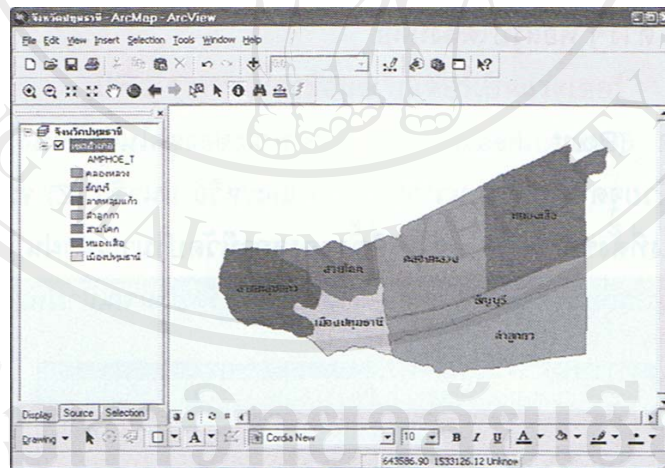 จังหวัดปทุมธานี - ArcMap - ArcView
File Edit View Insert Selection Tools Window Help
จังหวัดปทุมธานี
AMPHOE_T
คลองหลวง
ธัญบุรี
ลาดหลุมแก้ว
ลำลูกกา
สามโคก
หนองเสือ
เมืองปทุมธานี
หนองเสือ
คลองหลวง
สามโคก
ลาดหลุมแก้ว
ธัญบุรี
เมืองปทุมธานี
ลำลูกกา
Display Source Selection
Drawing A Cordia New 10 B I U A
643586.90 1533126.12 Unknow